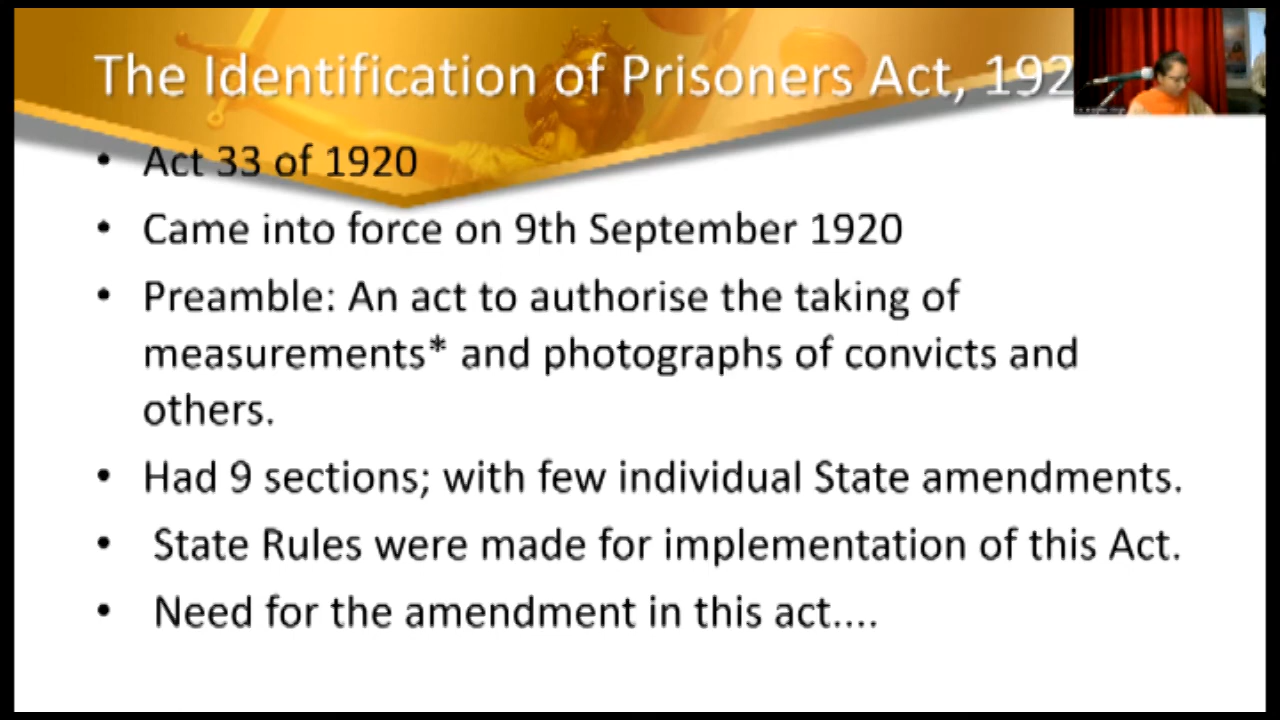 The Identification of Prisoners Act, 192
• Act 33 of 1920
• Came into force on 9th September 1920
• Preamble: An act to authorise the taking of
measurements* and photographs of convicts and
others.
• Had 9 sections; with few individual State amendments.
• State Rules were made for implementation of this Act.
• Need for the amendment in this act....